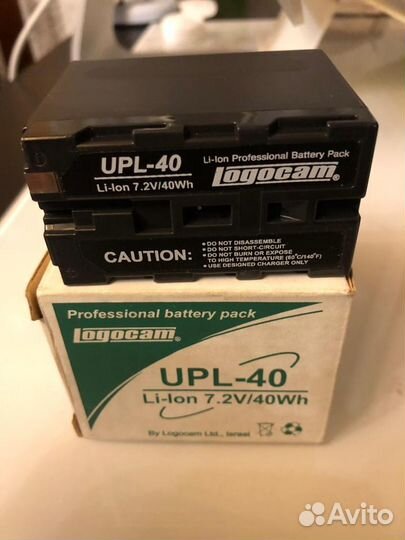 UPL-40
Li-Ion 7.2V/40Wh
Li-Ion Professional Battery Pack
Logocam®
CAUTION:
• DO NOT DISASSEMBLE
• DO NOT SHORT-CIRCUIT
• DO NOT BURN OR EXPOSE
TO HIGH TEMPERATURE (60°C/140°F)
• USE DESIGNED CHARGER ONLY
Professional battery pack
Logocam®
UPL-40
Li-Ion 7.2V/40Wh
By Logocam Ltd., Israel
Avito